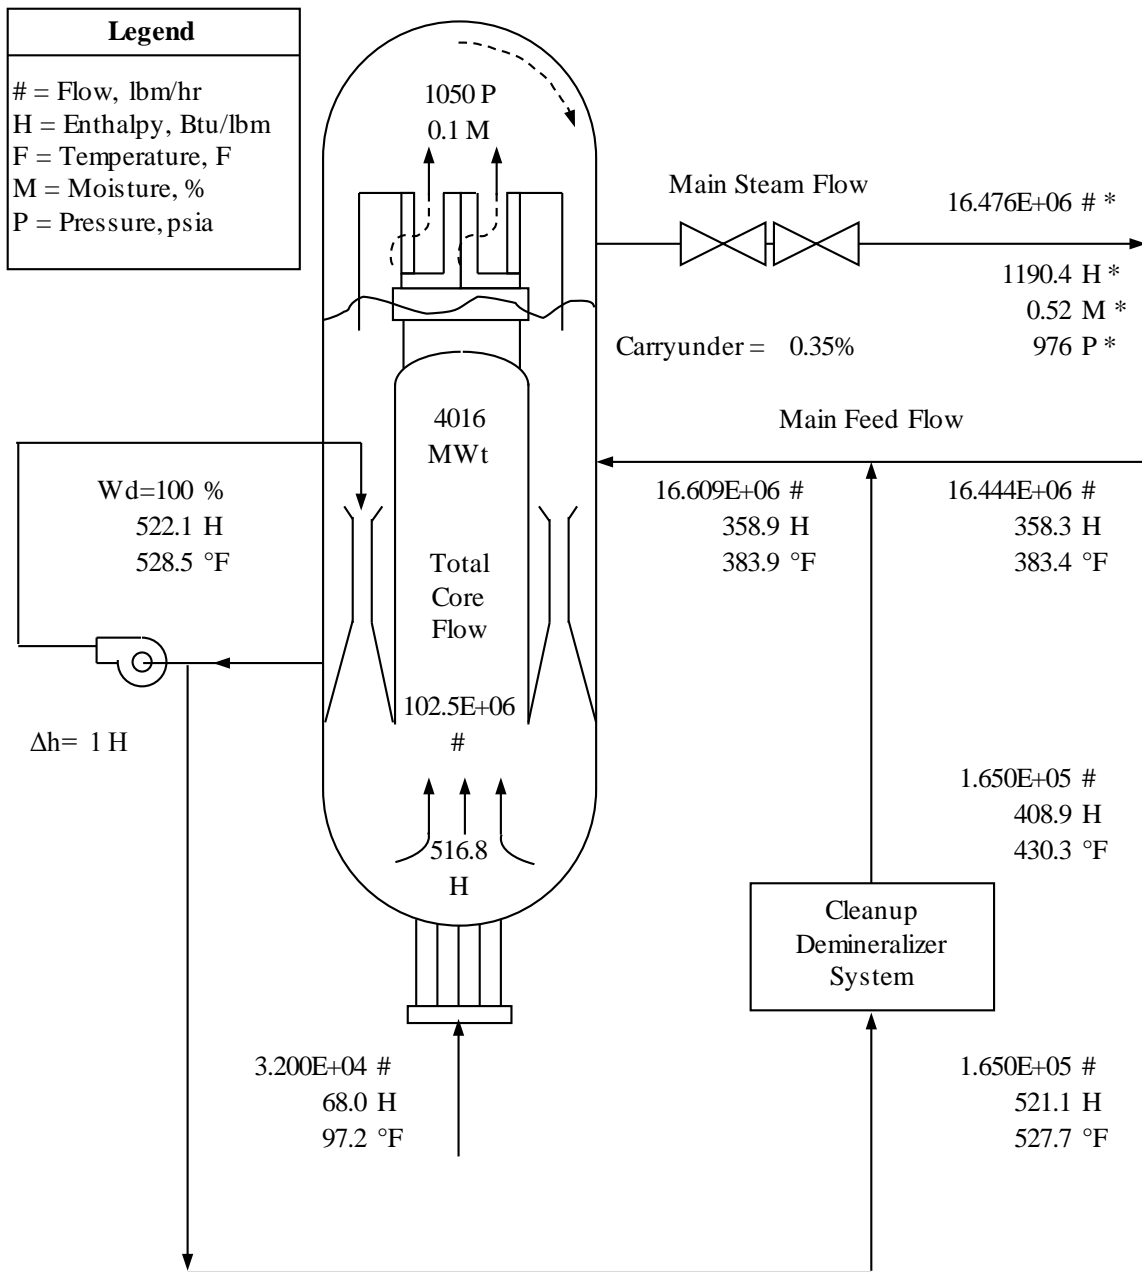 Legend
# = Flow, lbm/hr
H = Enthalpy, Btu/lbm
F = Temperature, F
M = Moisture, %
P = Pressure, psia
1050 P
0.1 M
Main Steam Flow
16.476E+06 # *
1190.4 H *
0.52 M *
976 P *
Carryunder = 0.35%
4016
MWt
Main Feed Flow
Wd=100 %
522.1 H
528.5 °F
16.609E+06 #
358.9 H
383.9 °F
16.444E+06 #
358.3 H
383.4 °F
Total
Core
Flow
102.5E+06
#
Δh= 1 H
516.8
H
1.650E+05 #
408.9 H
430.3 °F
Cleanup
Demineralizer
System
3.200E+04 #
68.0 H
97.2 °F
1.650E+05 #
521.1 H
527.7 °F